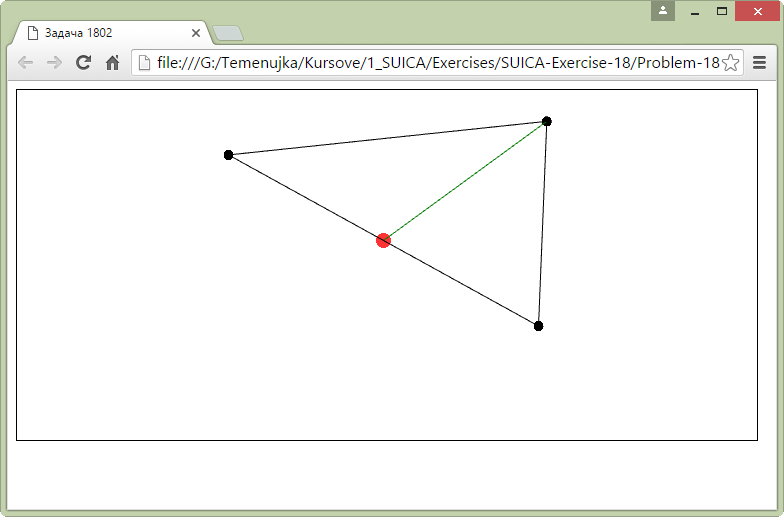 Задача 1802
file:///G:/Temenujka/Kursove/1_SUICA/Exercises/SUICA-Exercise-18/Problem-18